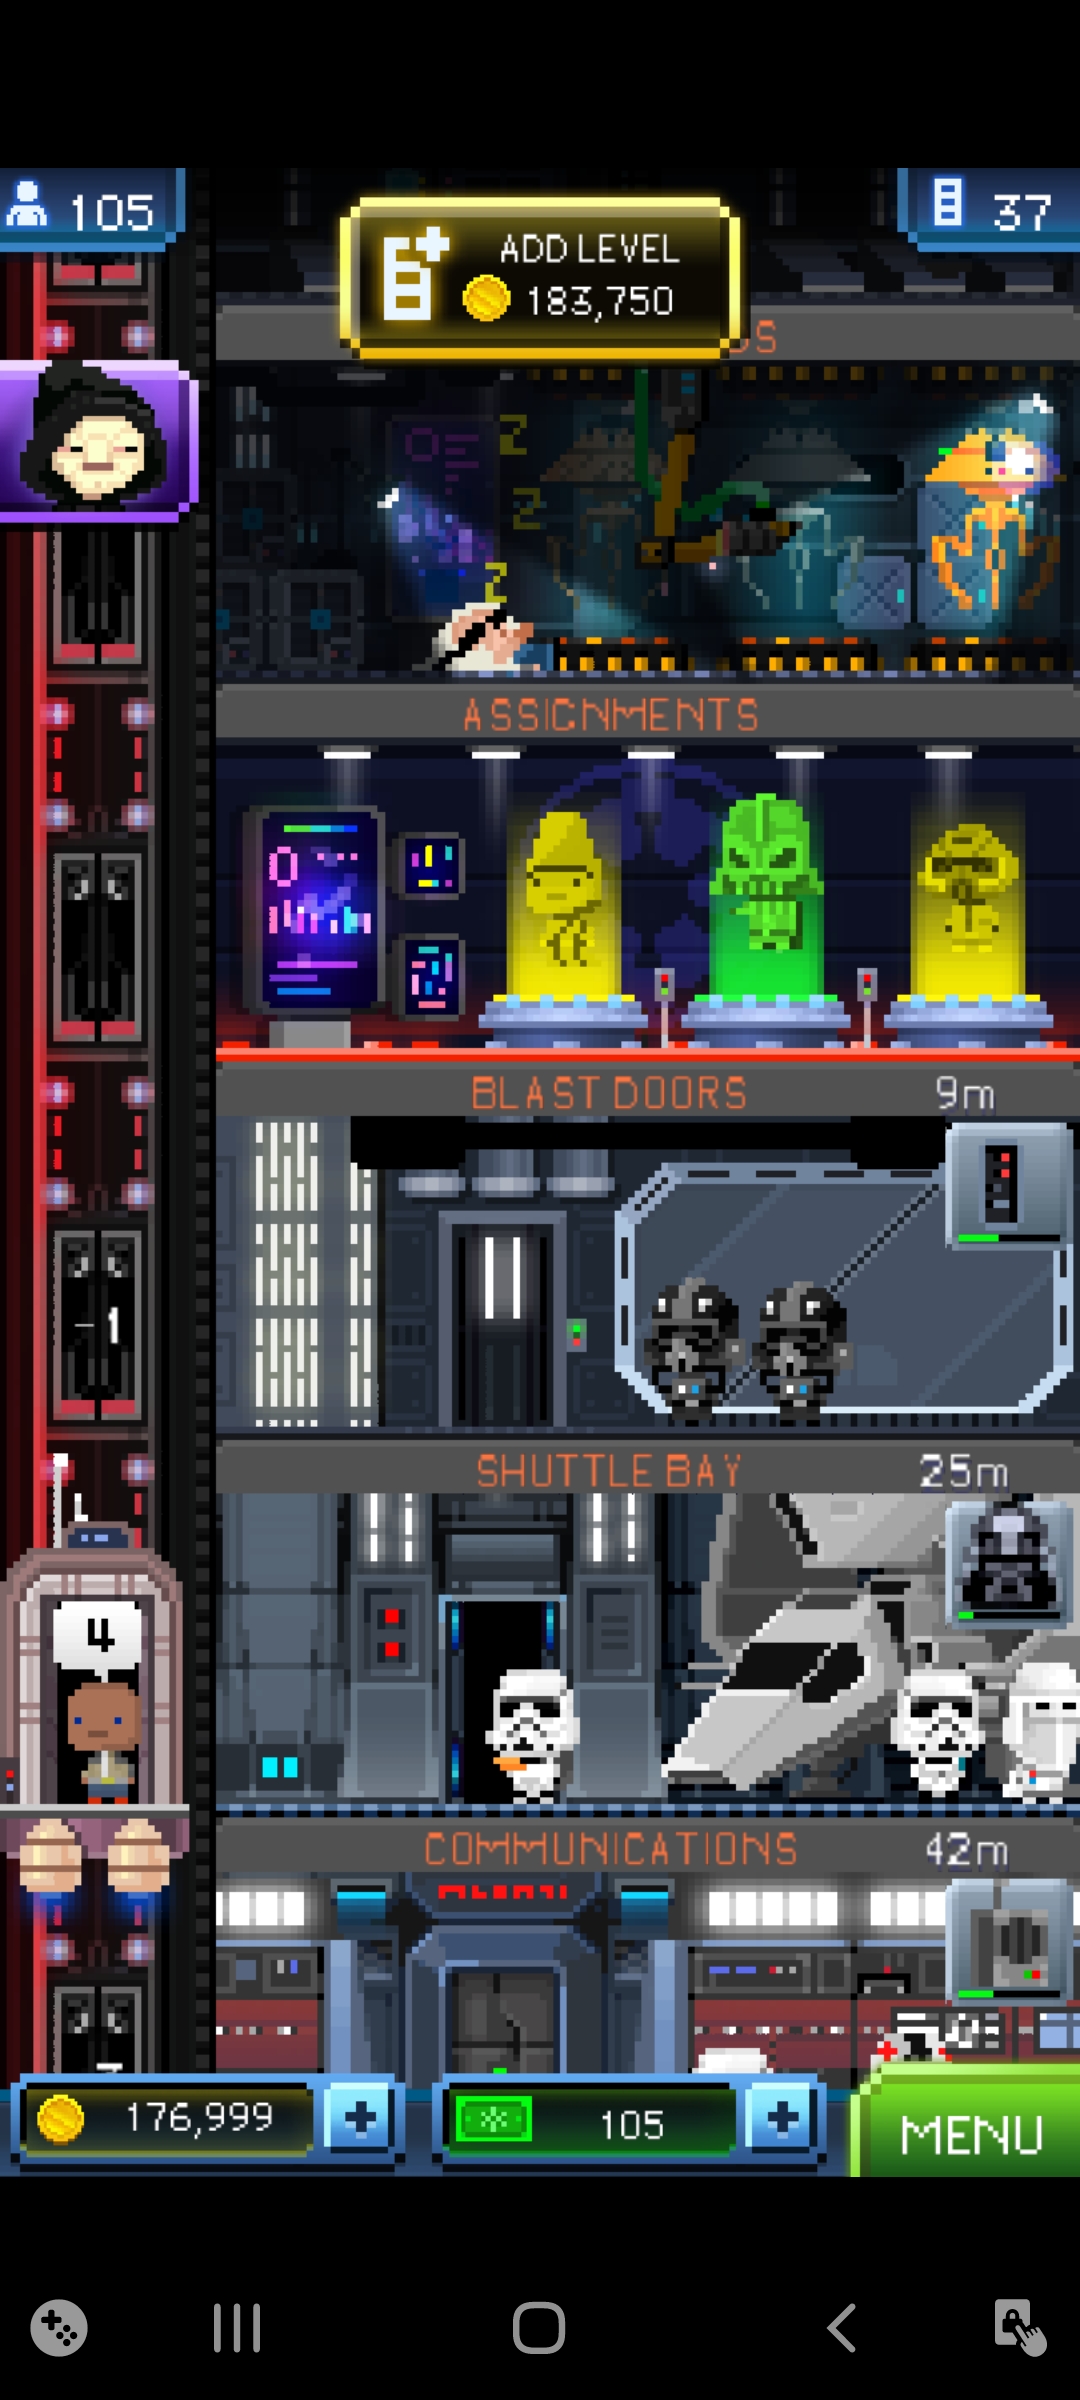 105
ADD LEVEL
37
183,750
Z
Z
Z
ASSIGNMENTS
BLAST DOORS 9m
-1
SHUTTLE BAY 25m
4
COMMUNICATIONS 42m
176,999
105
MENU